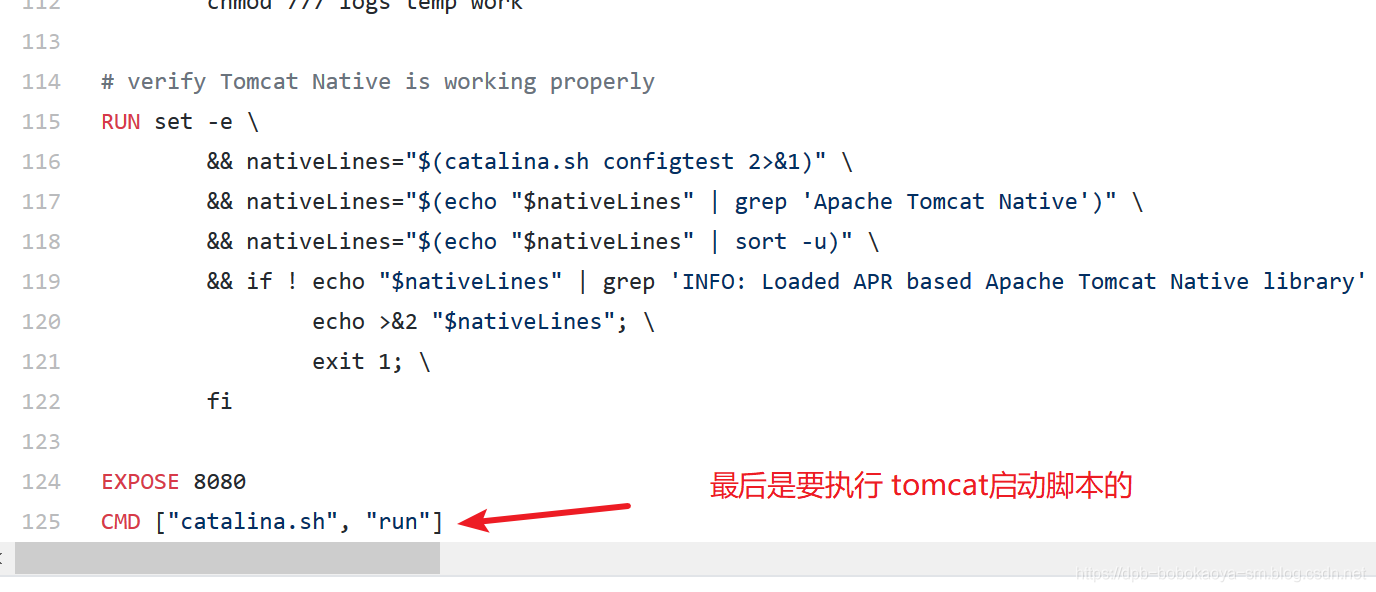 112 chmod 777 logs temp work
113
114 # verify Tomcat Native is working properly
115 RUN set -e \
116 && nativeLines="$(catalina.sh configtest 2>&1)" \
117 && nativeLines="$(echo "$nativeLines" | grep 'Apache Tomcat Native')" \
118 && nativeLines="$(echo "$nativeLines" | sort -u)" \
119 && if ! echo "$nativeLines" | grep 'INFO: Loaded APR based Apache Tomcat Native library'
120 echo >&2 "$nativeLines"; \
121 exit 1; \
122 fi
123
124 EXPOSE 8080
最后是要执行 tomcat启动脚本的
125 CMD ["catalina.sh", "run"]
https://dpb-bobokaoya-sm.blog.csdn.net